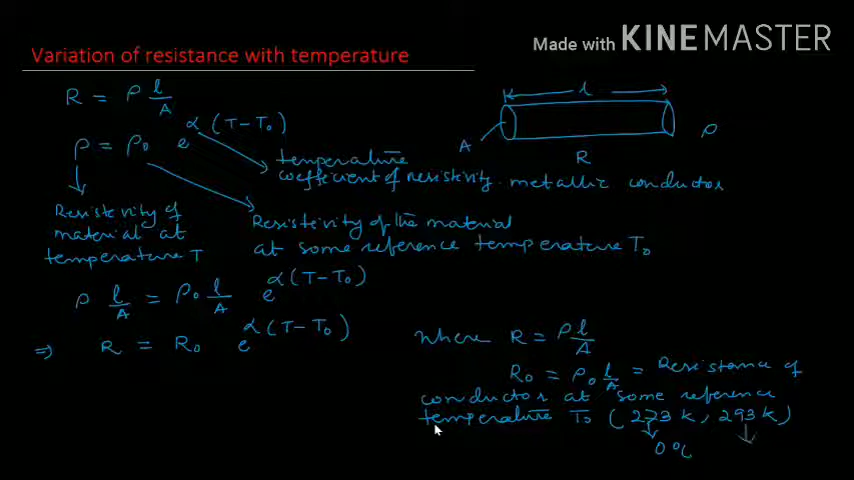 Made with KINEMASTER
Variation of resistance with temperature
R = ρ l/A
l
ρ = ρ₀ e^α(T-T₀)
A
R
ρ
temperature
coefficient of resistivity. metallic conductor
Resistivity of
material at
temperature T
Resistivity of the material
at some reference temperature T₀
ρ l/A = ρ₀ l/A e^α(T-T₀)
⇒ R = R₀ e^α(T-T₀)
where R = ρl/A
R₀ = ρ₀ l/A = Resistance of
conductor at some reference
temperature T₀ (273 K, 293 K)
0°C